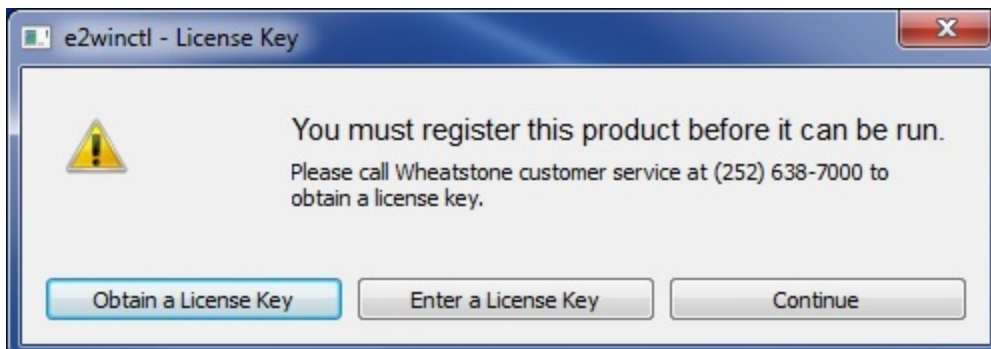 e2winctl - License Key
You must register this product before it can be run.
Please call Wheatstone customer service at (252) 638-7000 to
obtain a license key.
Obtain a License Key
Enter a License Key
Continue